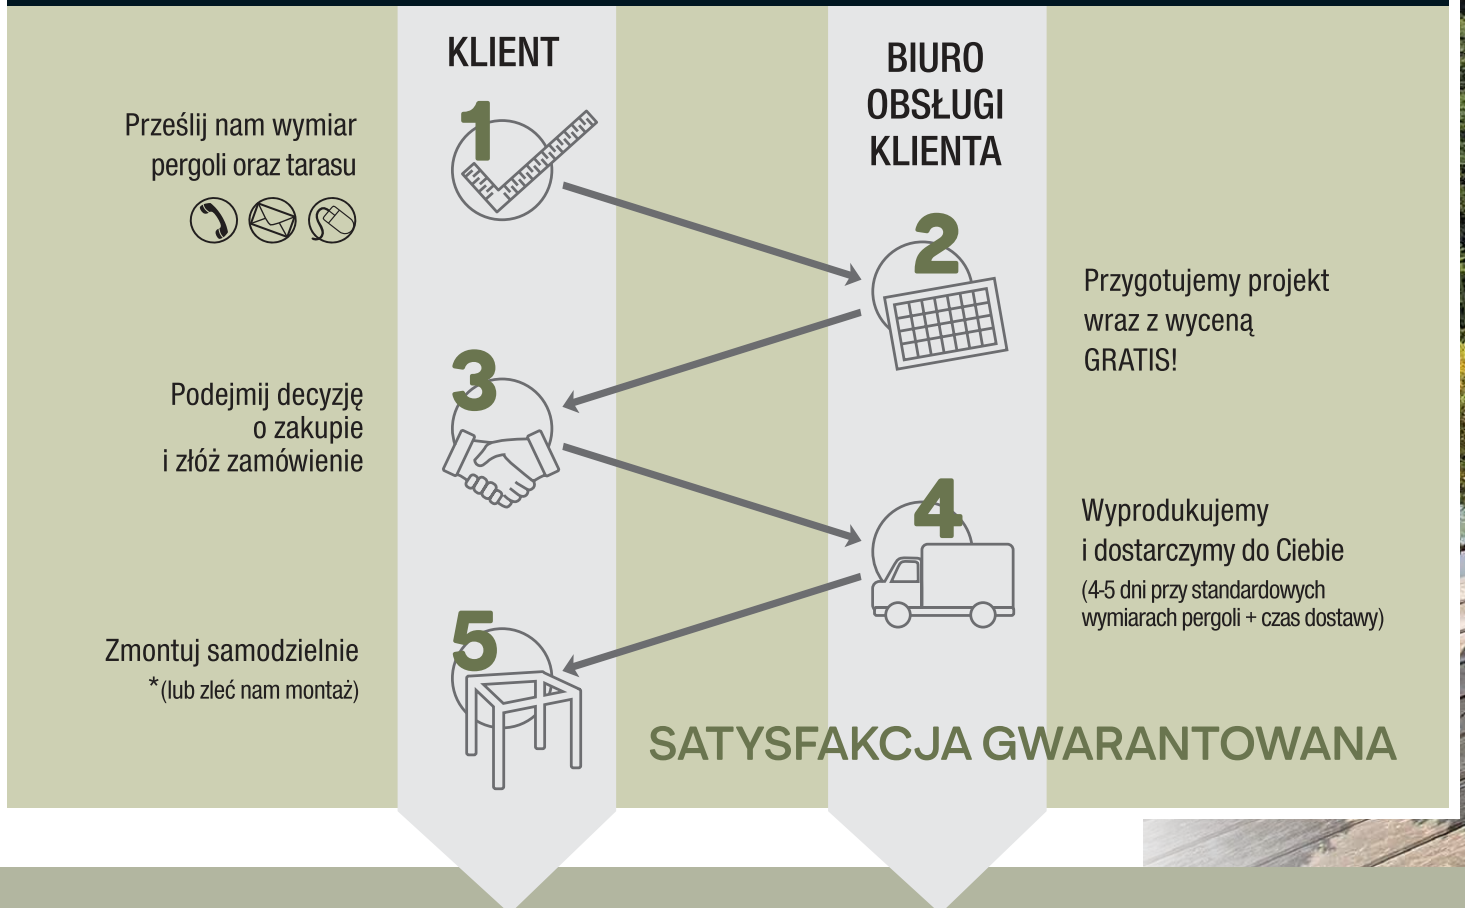 KLIENT
BIURO
OBSŁUGI
KLIENTA
1
Prześlij nam wymiar
pergoli oraz tarasu
2
Przygotujemy projekt
wraz z wyceną
GRATIS!
3
Podejmij decyzję
o zakupie
i złóż zamówienie
4
Wyprodukujemy
i dostarczymy do Ciebie
(4-5 dni przy standardowych
wymiarach pergoli + czas dostawy)
5
Zmontuj samodzielnie
*(lub zleć nam montaż)
SATYSFAKCJA GWARANTOWANA